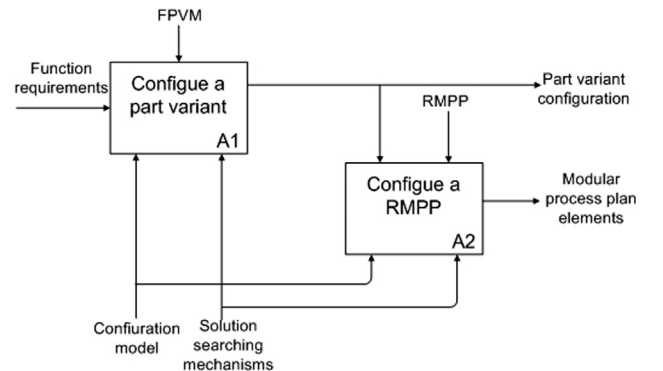 FPVM
Function
requirements
Configue a
part variant
A1
Part variant
configuration
RMPP
Configue a
RMPP
A2
Modular
process plan
elements
Confiuration
model
Solution
searching
mechanisms